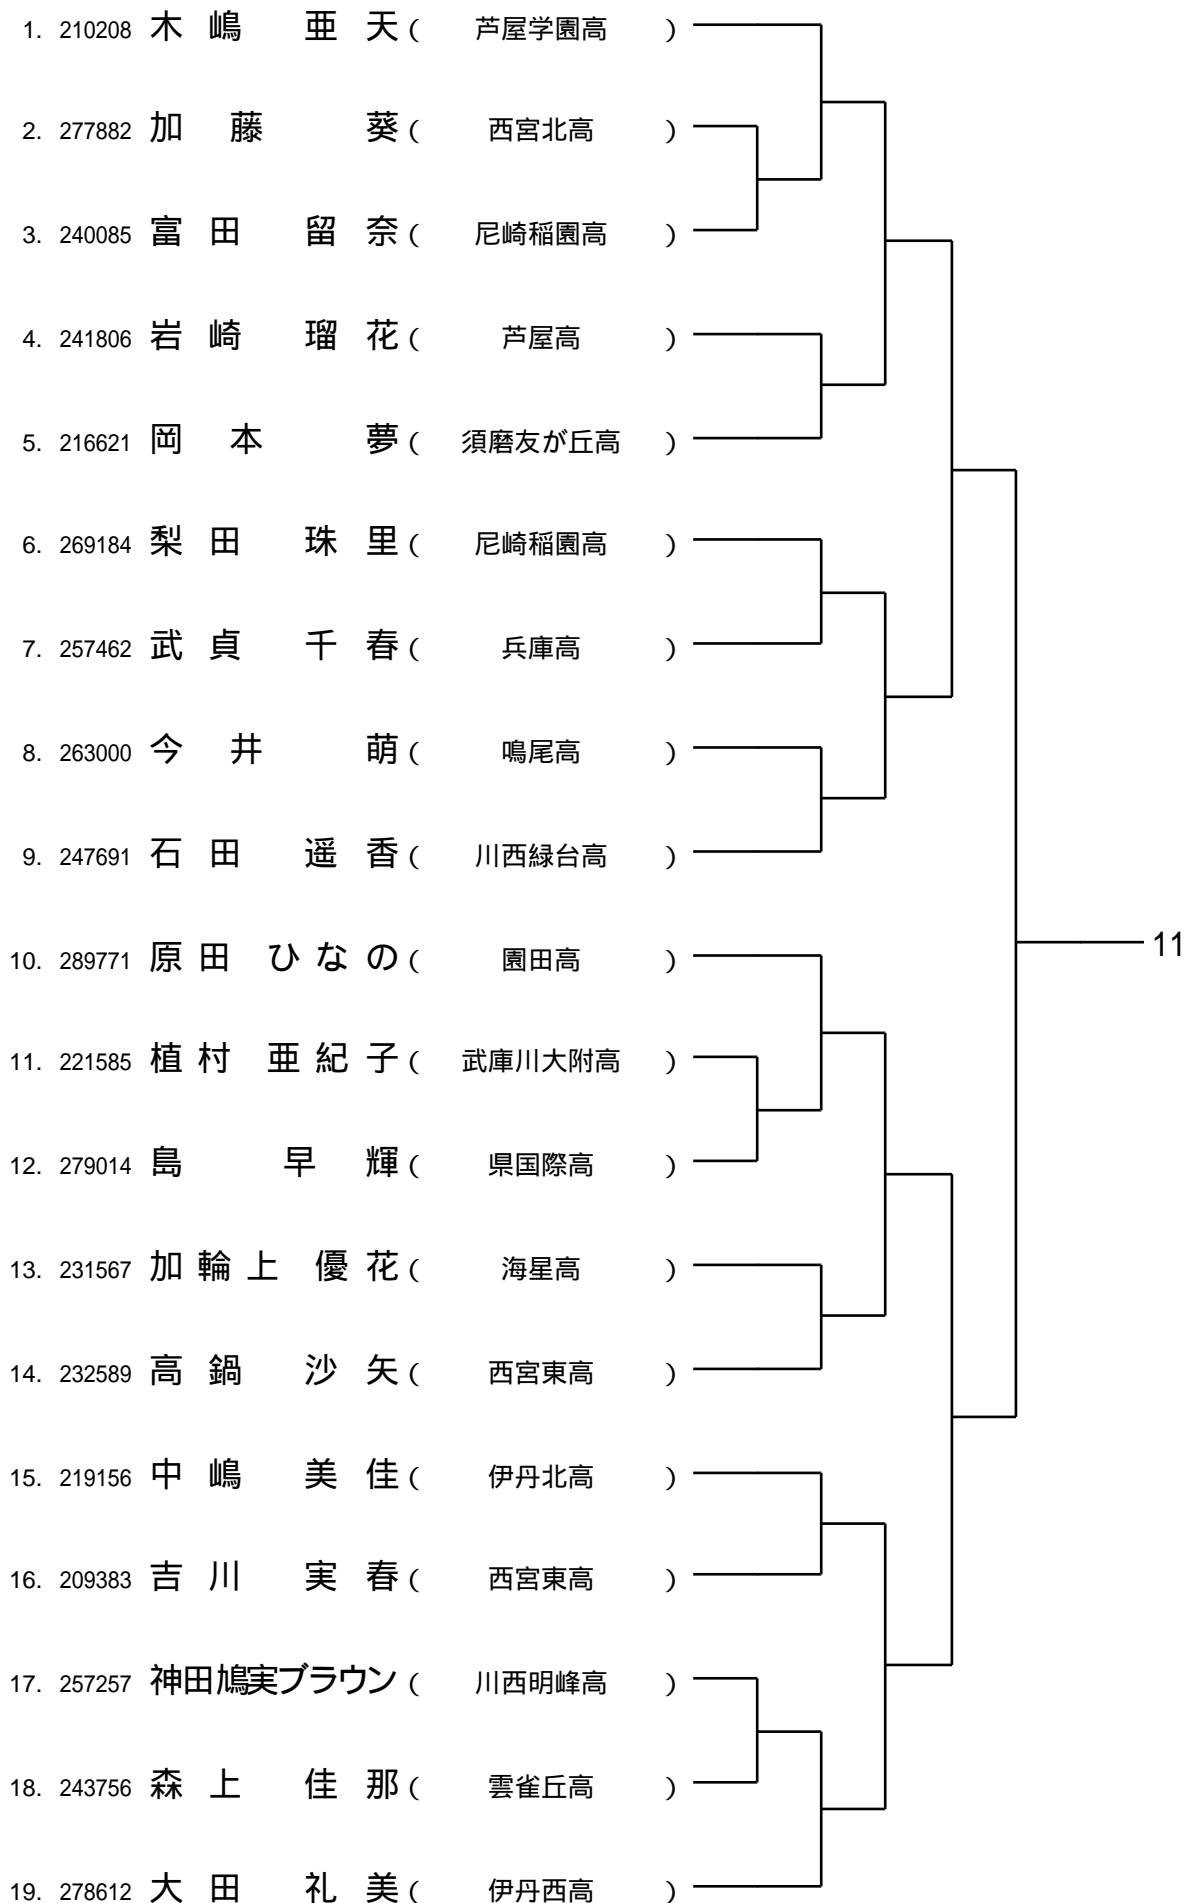 1. 210208 木嶋 亜天 ( 芦屋学園高 )
2. 277882 加藤 葵 ( 西宮北高 )
3. 240085 富田 留奈 ( 尼崎稲園高 )
4. 241806 岩崎 瑠花 ( 芦屋高 )
5. 216621 岡本 夢 ( 須磨友が丘高 )
6. 269184 梨田 珠里 ( 尼崎稲園高 )
7. 257462 武貞 千春 ( 兵庫高 )
8. 263000 今井 萌 ( 鳴尾高 )
9. 247691 石田 遥香 ( 川西緑台高 )
10. 289771 原田 ひなの ( 園田高 )
11
11. 221585 植村 亜紀子 ( 武庫川大附高 )
12. 279014 島 早輝 ( 県国際高 )
13. 231567 加輪上 優花 ( 海星高 )
14. 232589 高鍋 沙矢 ( 西宮東高 )
15. 219156 中嶋 美佳 ( 伊丹北高 )
16. 209383 吉川 実春 ( 西宮東高 )
17. 257257 神田鳩実ブラウン ( 川西明峰高 )
18. 243756 森上 佳那 ( 雲雀丘高 )
19. 278612 大田 礼美 ( 伊丹西高 )